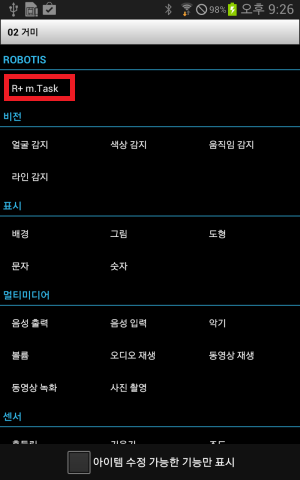 98% 오후 9:26
02 거미
ROBOTIS
R+ m.Task
비전
얼굴 감지 색상 감지 움직임 감지
라인 감지
표시
배경 그림 도형
문자 숫자
멀티미디어
음성 출력 음성 입력 악기
볼륨 오디오 재생 동영상 재생
동영상 녹화 사진 촬영
센서
아이템 수정 가능한 기능만 표시